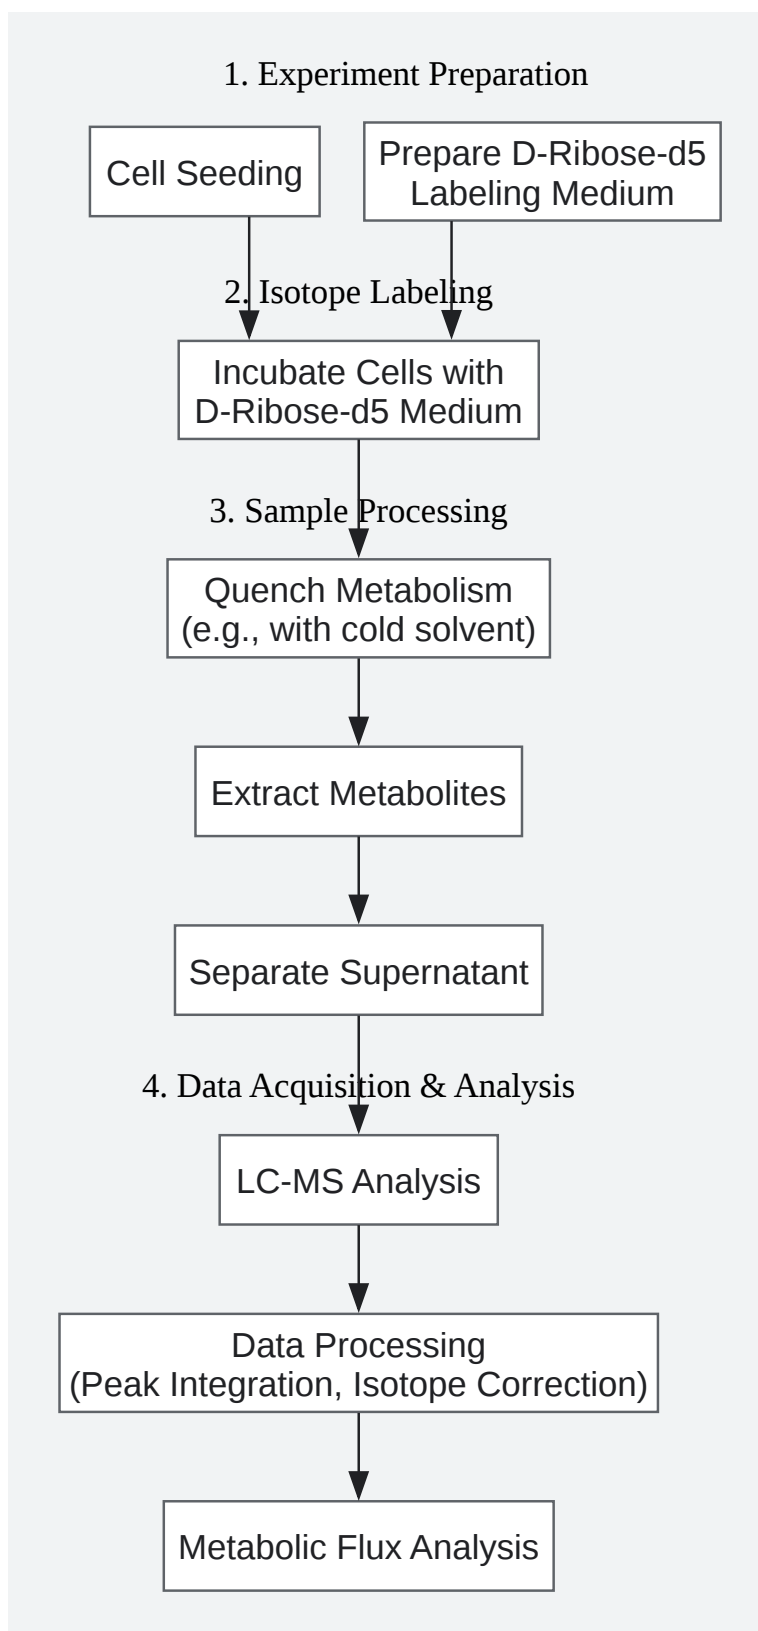 1. Experiment Preparation
Cell Seeding
Prepare D-Ribose-d5
Labeling Medium
2. Isotope Labeling
Incubate Cells with
D-Ribose-d5 Medium
3. Sample Processing
Quench Metabolism
(e.g., with cold solvent)
Extract Metabolites
Separate Supernatant
4. Data Acquisition & Analysis
LC-MS Analysis
Data Processing
(Peak Integration, Isotope Correction)
Metabolic Flux Analysis